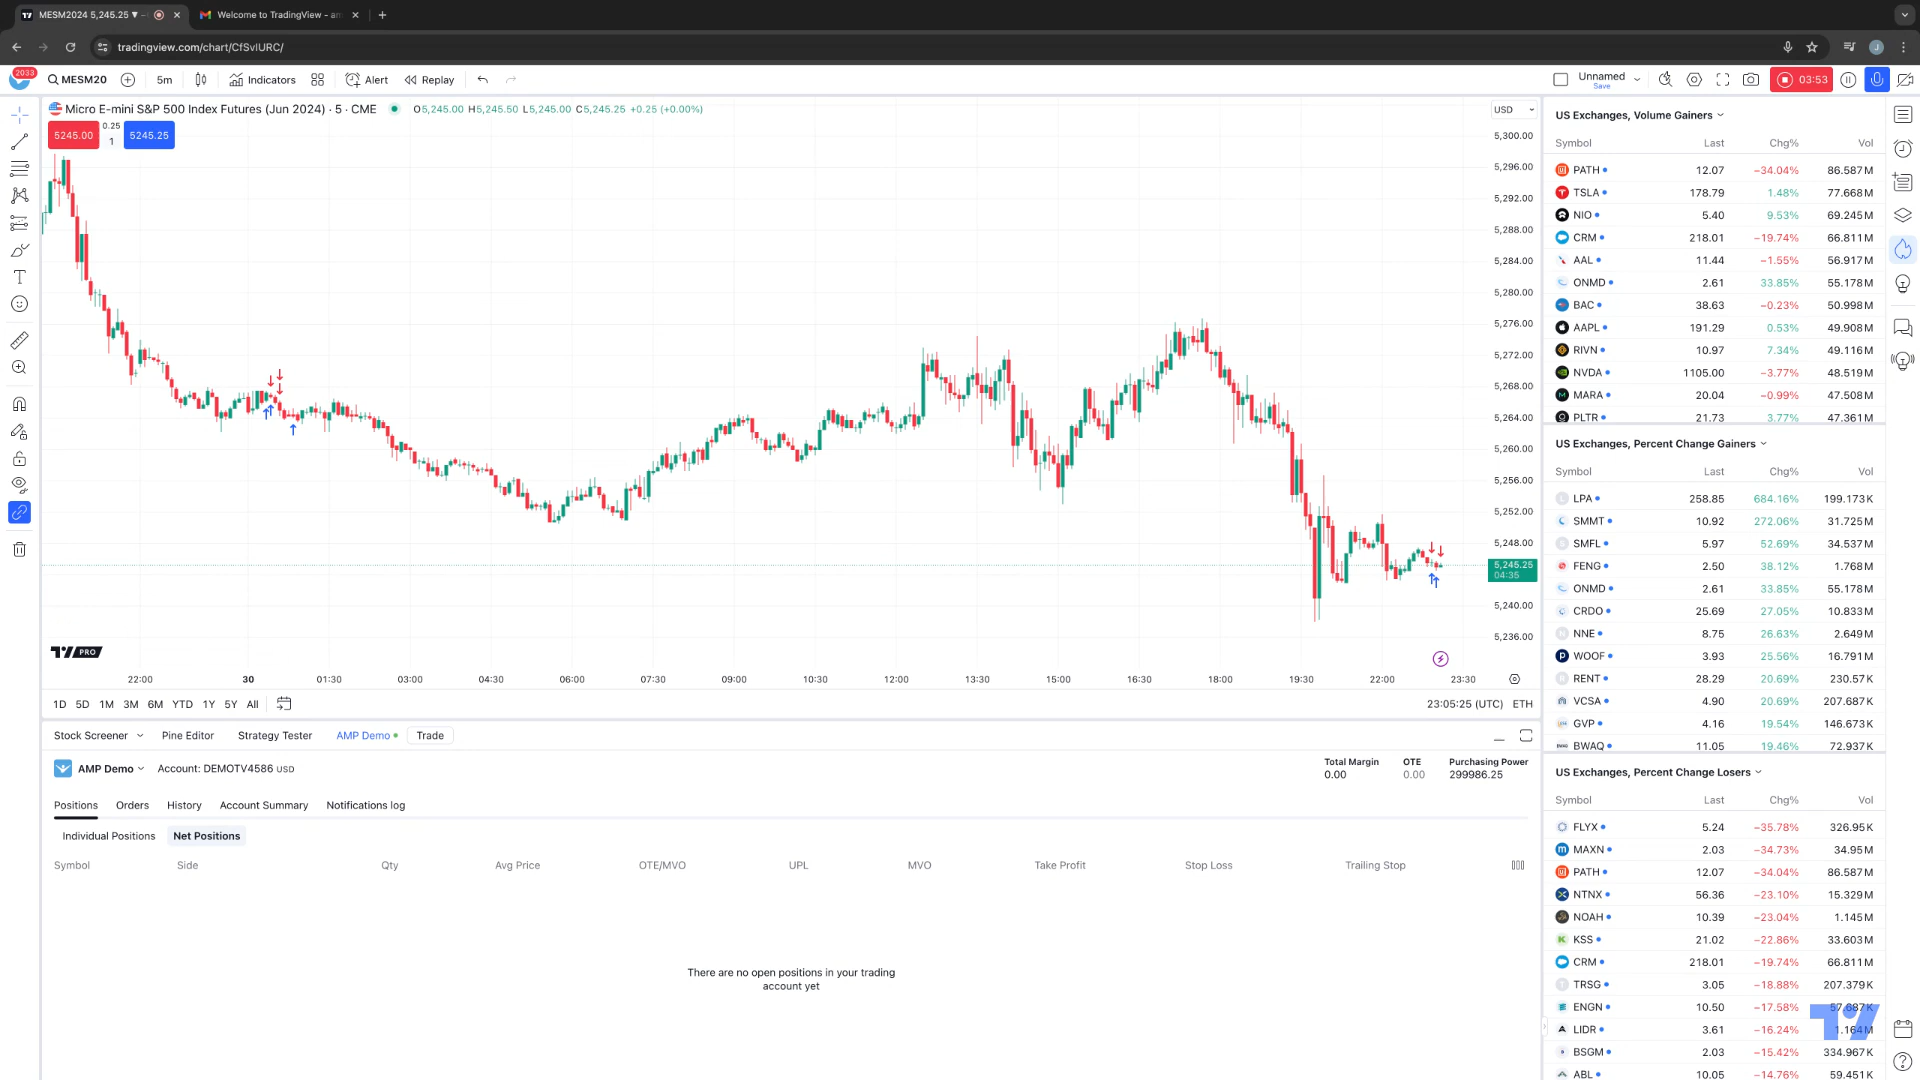 MESM2024 5,245.25 ▼ –
Welcome to TradingView - am
tradingview.com/chart/CfSvIURC/
2033
MESM20
5m
Indicators
Alert
Replay
Unnamed
Save
03:53
Micro E-mini S&P 500 Index Futures (Jun 2024) · 5 · CME
O5,245.00 H5,245.50 L5,245.00 C5,245.25 +0.25 (+0.00%)
5245.00
0.25
1
5245.25
USD
5,300.00
5,296.00
5,292.00
5,288.00
5,284.00
5,280.00
5,276.00
5,272.00
5,268.00
5,264.00
5,260.00
5,256.00
5,252.00
5,248.00
5,245.25
04:35
5,240.00
5,236.00
PRO
22:00 30 01:30 03:00 04:30 06:00 07:30 09:00 10:30 12:00 13:30 15:00 16:30 18:00 19:30 22:00 23:30
1D 5D 1M 3M 6M YTD 1Y 5Y All
23:05:25 (UTC) ETH
Stock Screener Pine Editor Strategy Tester AMP Demo Trade
AMP Demo Account: DEMOTV4586 USD
Total Margin OTE Purchasing Power
0.00 0.00 299986.25
Positions Orders History Account Summary Notifications log
Individual Positions Net Positions
Symbol Side Qty Avg Price OTE/MVO UPL MVO Take Profit Stop Loss Trailing Stop
There are no open positions in your trading
account yet
US Exchanges, Volume Gainers
Symbol Last Chg% Vol
PATH 12.07 −34.04% 86.587M
TSLA 178.79 1.48% 77.668M
NIO 5.40 9.53% 69.245M
CRM 218.01 −19.74% 66.811M
AAL 11.44 −1.55% 56.917M
ONMD 2.61 33.85% 55.178M
BAC 38.63 −0.23% 50.998M
AAPL 191.29 0.53% 49.908M
RIVN 10.97 7.34% 49.116M
NVDA 1105.00 −3.77% 48.519M
MARA 20.04 −0.99% 47.508M
PLTR 21.73 3.77% 47.361M
US Exchanges, Percent Change Gainers
Symbol Last Chg% Vol
LPA 258.85 684.16% 199.173K
SMMT 10.92 272.06% 31.725M
SMFL 5.97 52.69% 34.537M
FENG 2.50 38.12% 1.768M
ONMD 2.61 33.85% 55.178M
CRDO 25.69 27.05% 10.833M
NNE 8.75 26.63% 2.649M
WOOF 3.93 25.56% 16.791M
RENT 28.29 20.69% 230.57K
VCSA 4.90 20.69% 207.687K
GVP 4.16 19.54% 146.673K
BWAQ 11.05 19.46% 72.937K
US Exchanges, Percent Change Losers
Symbol Last Chg% Vol
FLYX 5.24 −35.78% 326.95K
MAXN 2.03 −34.73% 34.95M
PATH 12.07 −34.04% 86.587M
NTNX 56.36 −23.10% 15.329M
NOAH 10.39 −23.04% 1.145M
KSS 21.02 −22.86% 33.603M
CRM 218.01 −19.74% 66.811M
TRSG 3.05 −18.88% 207.379K
ENGN 10.50 −17.58% 57.687K
LIDR 3.61 −16.24% 1.164M
BSGM 2.03 −15.42% 334.967K
ABL 10.05 −14.76% 59.451K